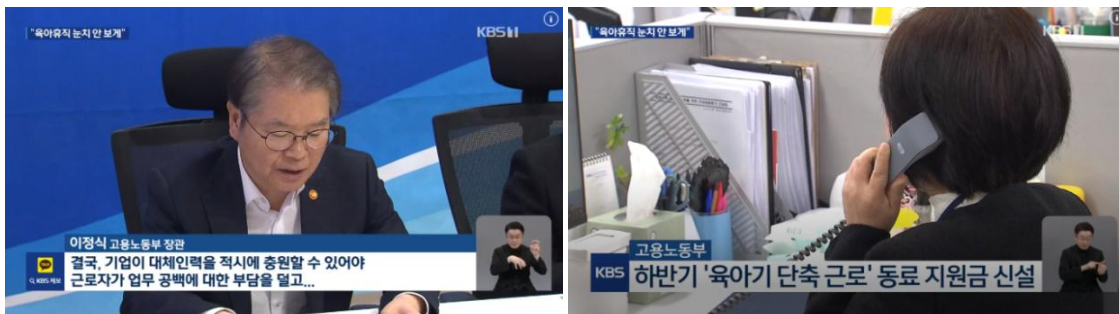 "육아휴직 눈치 안 보게"
KBS 1
이정식 고용노동부 장관
결국, 기업이 대체인력을 적시에 충원할 수 있어야
근로자가 업무 공백에 대한 부담을 덜고...
KBS 제보
"육아휴직 눈치 안 보게"
고용노동부
KBS
하반기 '육아기 단축 근로' 동료 지원금 신설